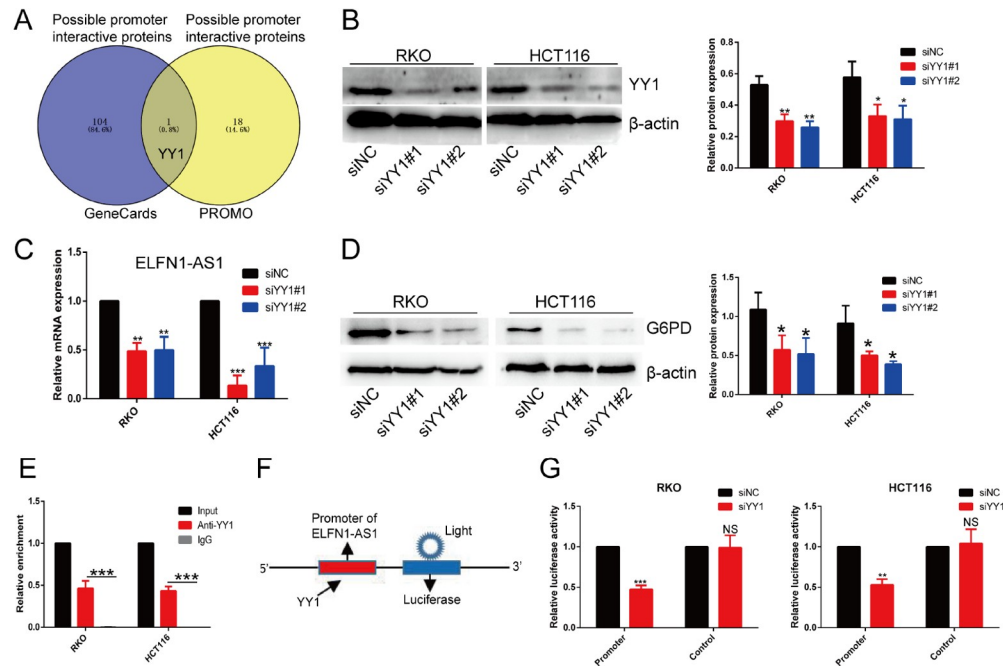 A
Possible promoter
interactive proteins
Possible promoter
interactive proteins
104
(84.6%)
1
(0.8%)
18
(14.6%)
YY1
GeneCards
PROMO
B
RKO
HCT116
YY1
β-actin
siNC
siYY1#1
siYY1#2
siNC
siYY1#1
siYY1#2
Relative protein expression
0.8
0.6
0.4
0.2
0.0
siNC
siYY1#1
siYY1#2
**
**
*
*
RKO
HCT116
C
ELFN1-AS1
Relative mRNA expression
1.5
1.0
0.5
0.0
siNC
siYY1#1
siYY1#2
**
**
***
***
RKO
HCT116
D
RKO
HCT116
G6PD
β-actin
siNC
siYY1#1
siYY1#2
siNC
siYY1#1
siYY1#2
Relative protein expression
1.5
1.0
0.5
0.0
siNC
siYY1#1
siYY1#2
*
*
*
*
RKO
HCT116
E
Relative enrichment
1.5
1.0
0.5
0.0
Input
Anti-YY1
IgG
***
***
RKO
HCT116
F
Promoter of
ELFN1-AS1
Light
5'
3'
YY1
Luciferase
G
RKO
Relative luciferase activity
2.0
1.5
1.0
0.5
0.0
siNC
siYY1
***
NS
Promoter
Control
HCT116
Relative luciferase activity
2.0
1.5
1.0
0.5
0.0
siNC
siYY1
**
NS
Promoter
Control